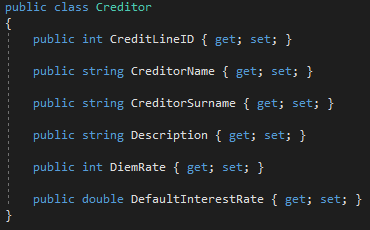 public class Creditor
{
public int CreditLineID { get; set; }
public string CreditorName { get; set; }
public string CreditorSurname { get; set; }
public string Description { get; set; }
public int DiemRate { get; set; }
public double DefaultInterestRate { get; set; }
}